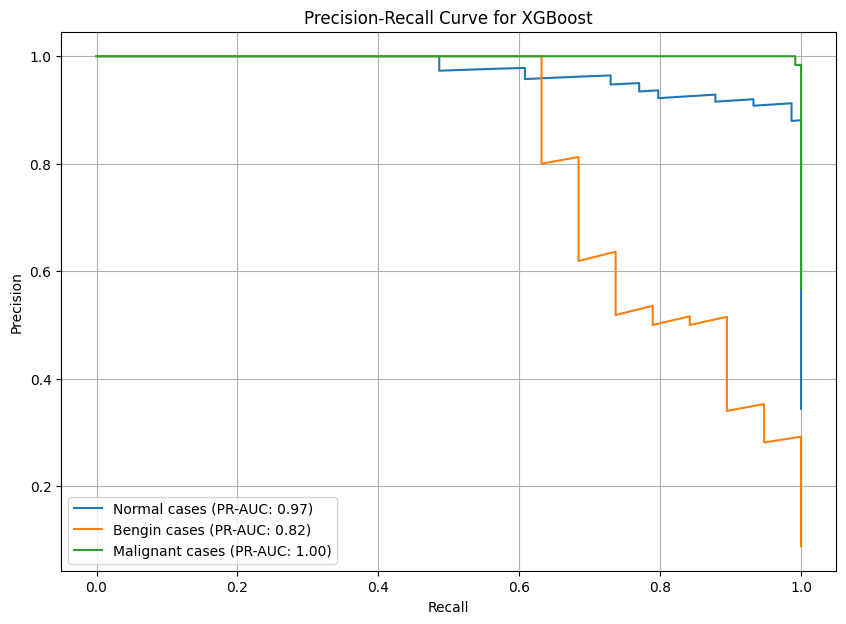 Precision-Recall Curve for XGBoost
Precision
1.0
0.8
0.6
0.4
0.2
Normal cases (PR-AUC: 0.97)
Bengin cases (PR-AUC: 0.82)
Malignant cases (PR-AUC: 1.00)
0.0 0.2 0.4 0.6 0.8 1.0
Recall